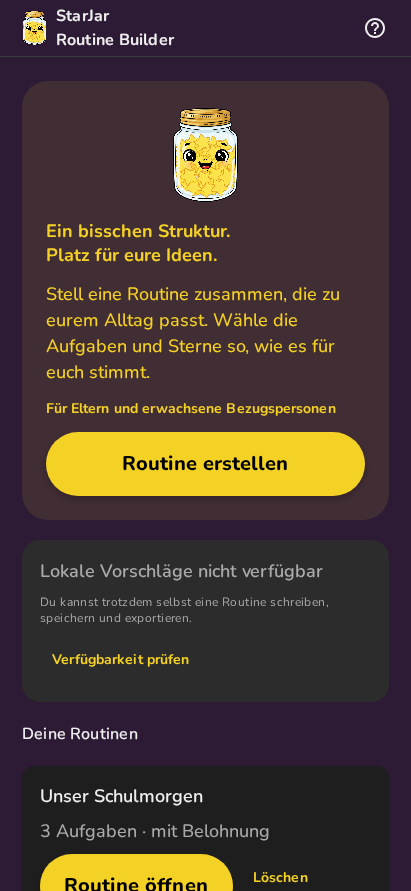 StarJar
Routine Builder
Ein bisschen Struktur.
Platz für eure Ideen.
Stell eine Routine zusammen, die zu
eurem Alltag passt. Wähle die
Aufgaben und Sterne so, wie es für
euch stimmt.
Für Eltern und erwachsene Bezugspersonen
Routine erstellen
Lokale Vorschläge nicht verfügbar
Du kannst trotzdem selbst eine Routine schreiben,
speichern und exportieren.
Verfügbarkeit prüfen
Deine Routinen
Unser Schulmorgen
3 Aufgaben · mit Belohnung
Routine öffnen
Löschen